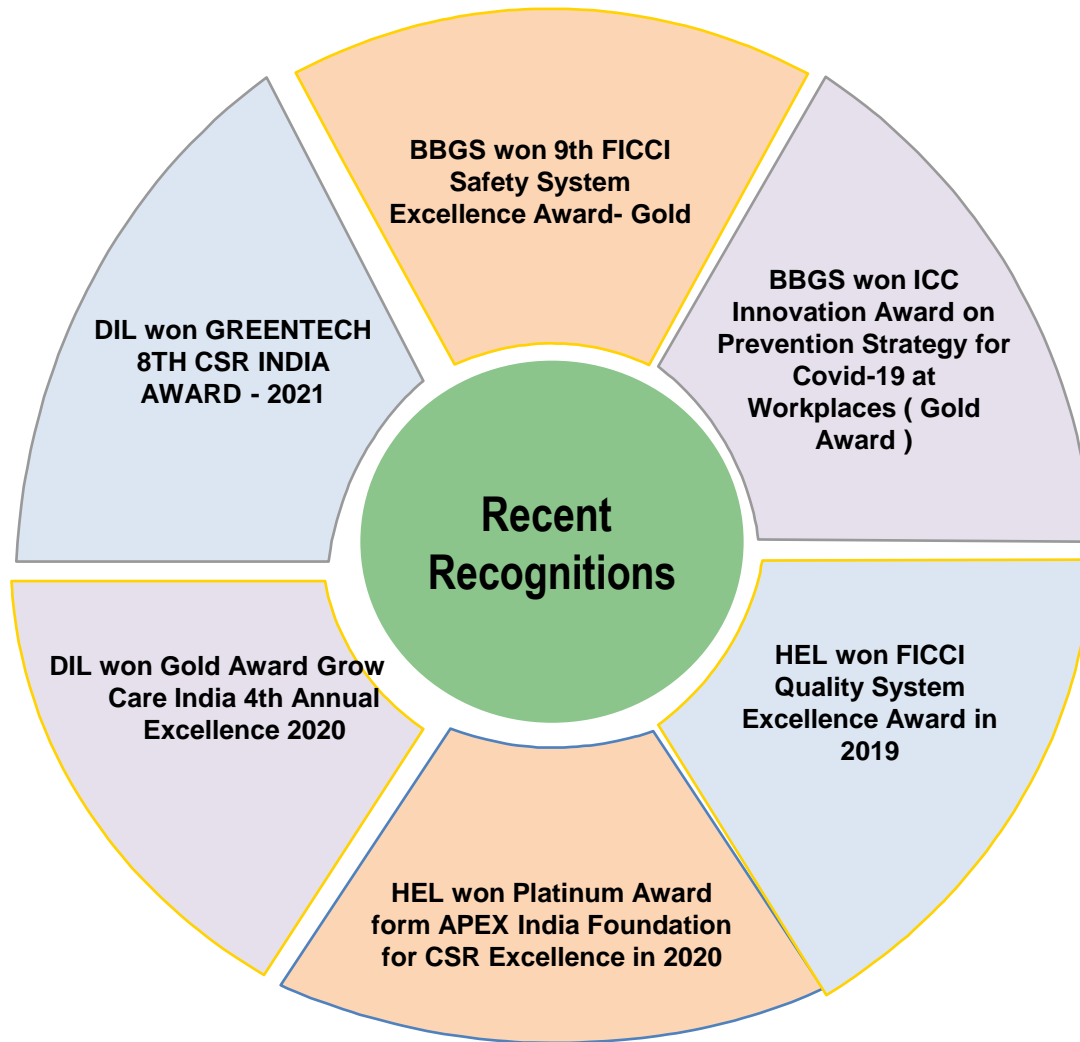 BBGS won 9th FICCI
Safety System
Excellence Award- Gold
BBGS won ICC
Innovation Award on
Prevention Strategy for
Covid-19 at
Workplaces ( Gold
Award )
HEL won FICCI
Quality System
Excellence Award in
2019
HEL won Platinum Award
form APEX India Foundation
for CSR Excellence in 2020
DIL won Gold Award Grow
Care India 4th Annual
Excellence 2020
DIL won GREENTECH
8TH CSR INDIA
AWARD - 2021
Recent
Recognitions